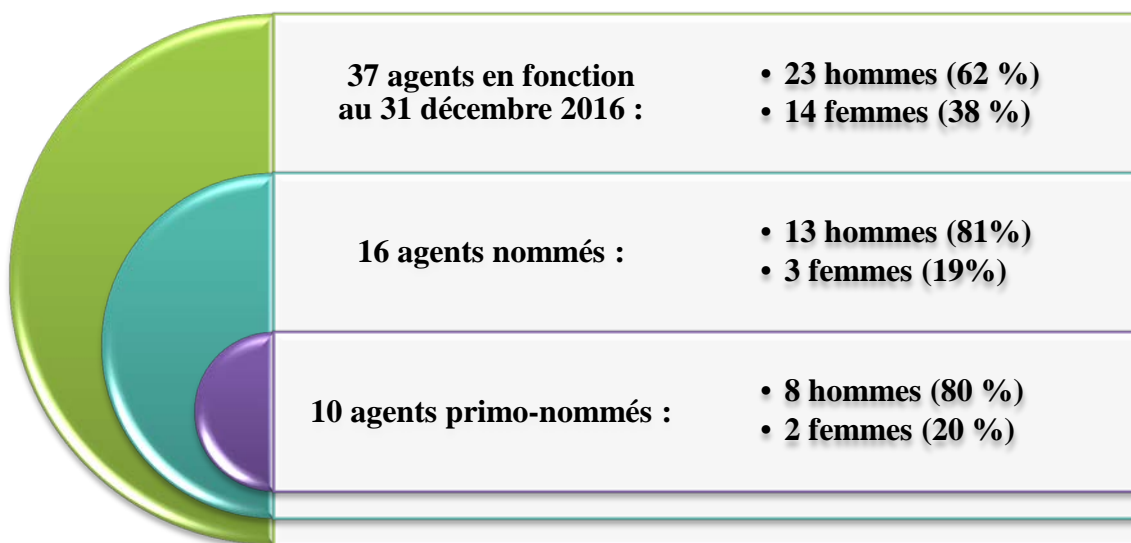 37 agents en fonction
au 31 décembre 2016 :
• 23 hommes (62 %)
• 14 femmes (38 %)
16 agents nommés :
• 13 hommes (81%)
• 3 femmes (19%)
10 agents primo-nommés :
• 8 hommes (80 %)
• 2 femmes (20 %)